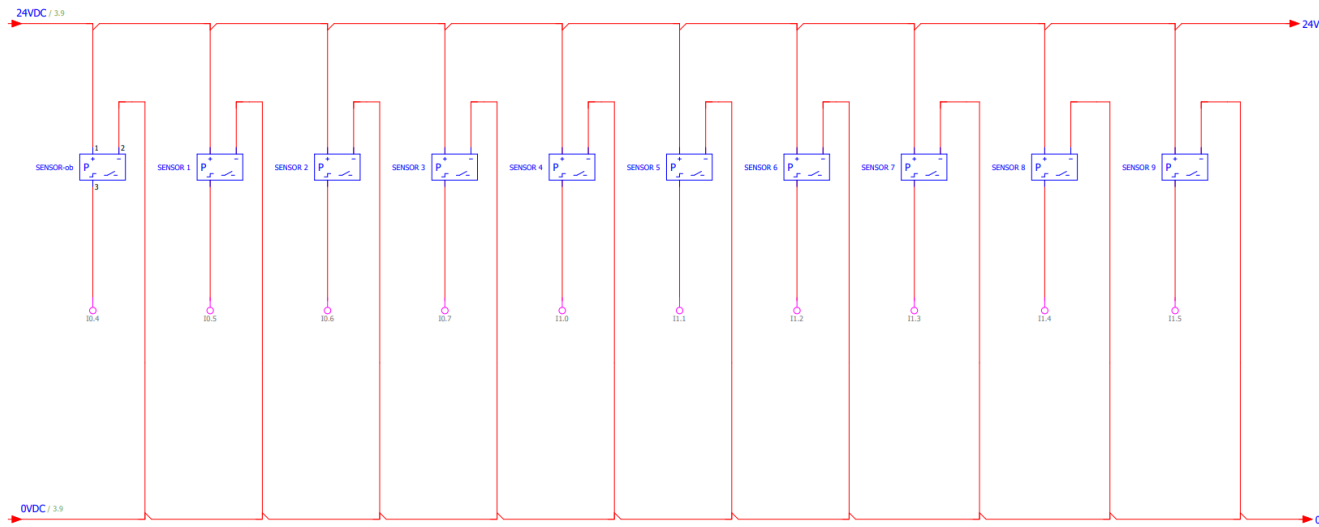 24VDC / 3.9
24V
1 2
SENSOR-ob P + −
3
SENSOR 1 P + −
SENSOR 2 P + −
SENSOR 3 P + −
SENSOR 4 P + −
SENSOR 5 P + −
SENSOR 6 P + −
SENSOR 7 P + −
SENSOR 8 P + −
SENSOR 9 P + −
I0.4 I0.5 I0.6 I0.7 I1.0 I1.1 I1.2 I1.3 I1.4 I1.5
0VDC / 3.9
0